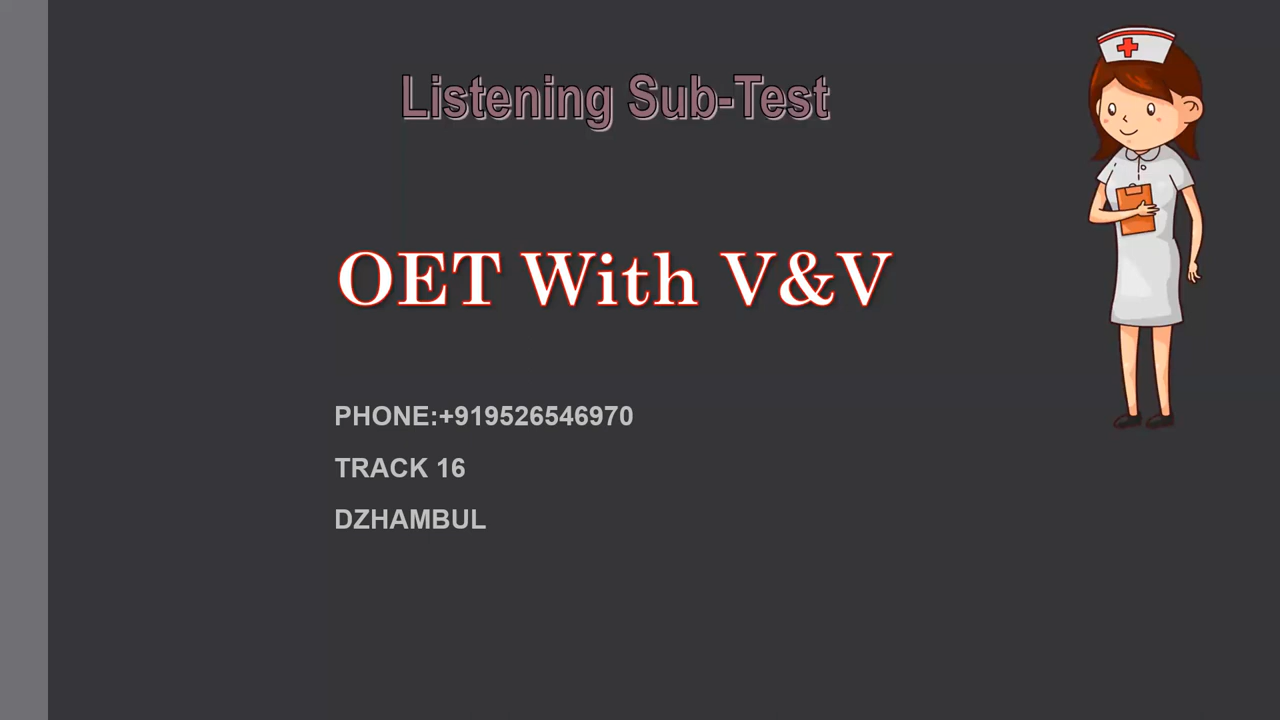 Listening Sub-Test
OET With V&V
PHONE:+919526546970
TRACK 16
DZHAMBUL